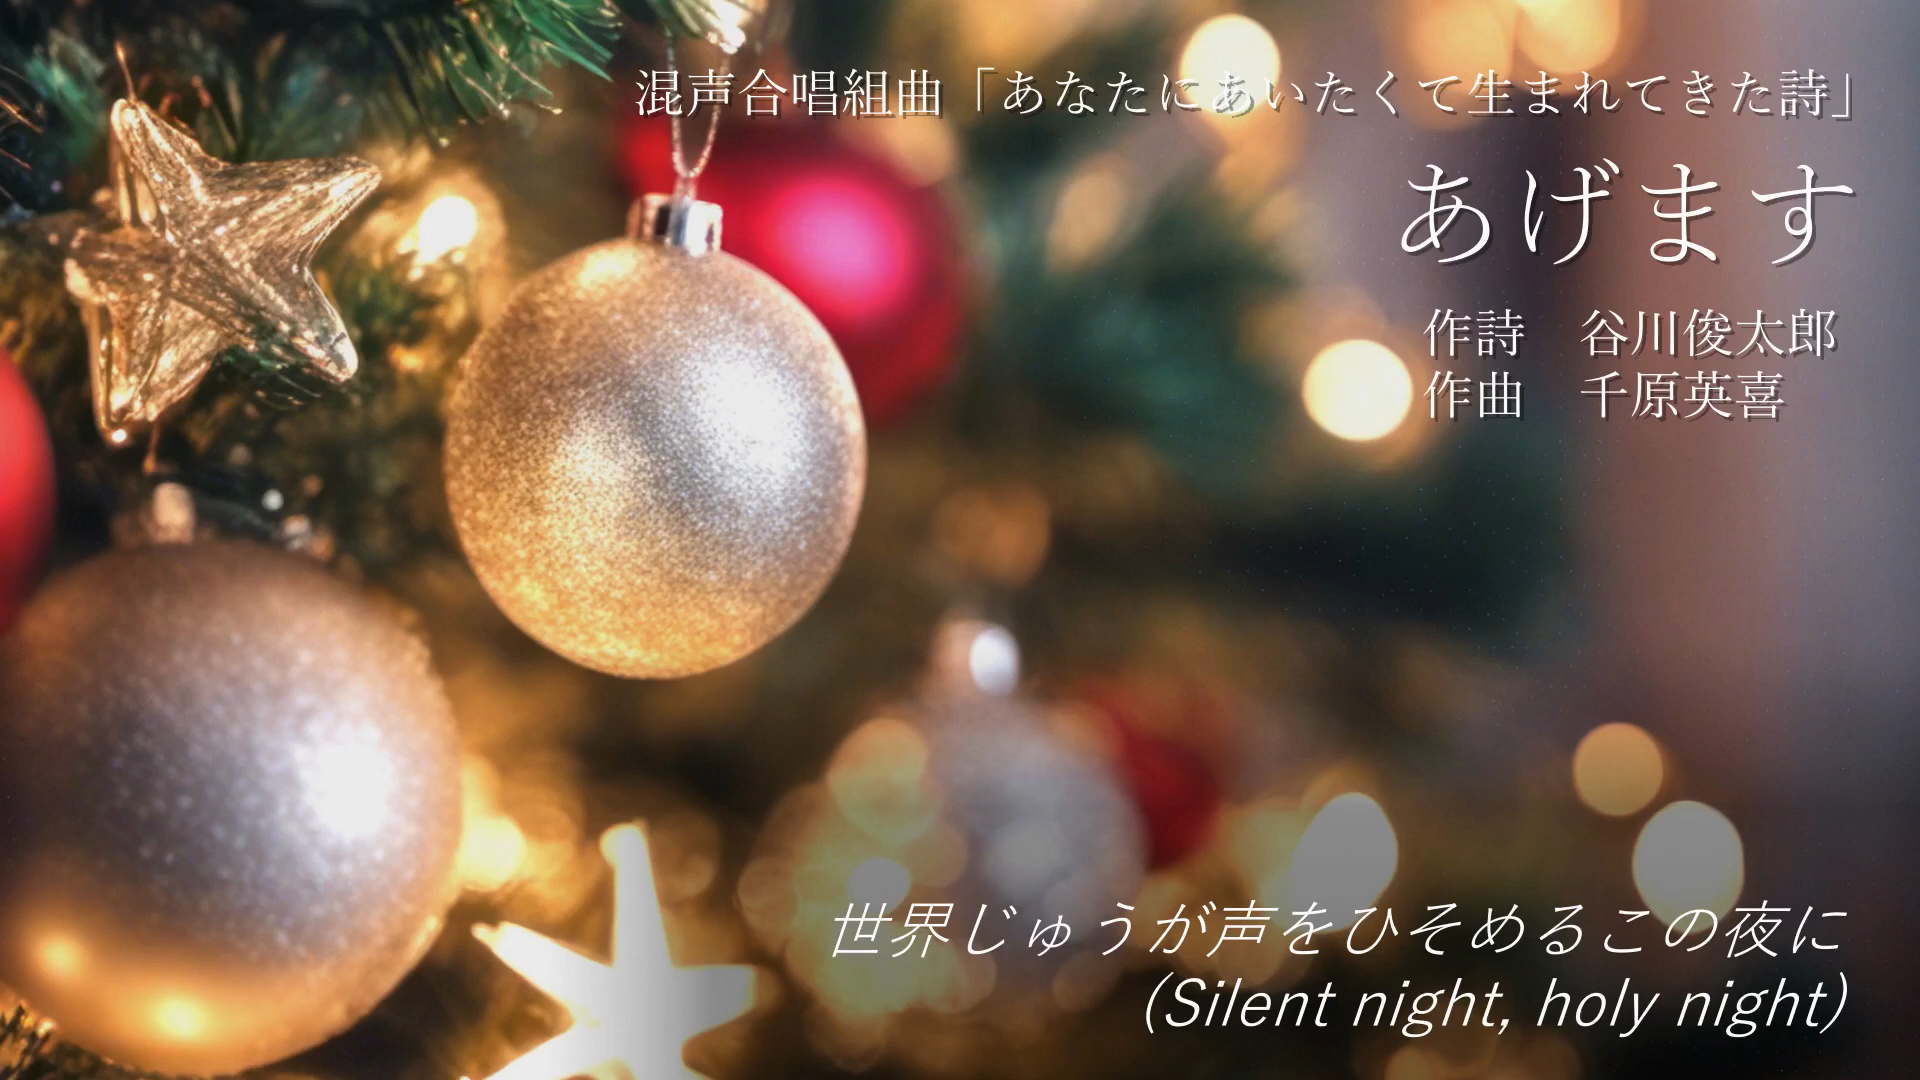 混声合唱組曲「あなたにあいたくて生まれてきた詩」
あげます
作詩　谷川俊太郎
作曲　千原英喜
世界じゅうが声をひそめるこの夜に
(Silent night, holy night)